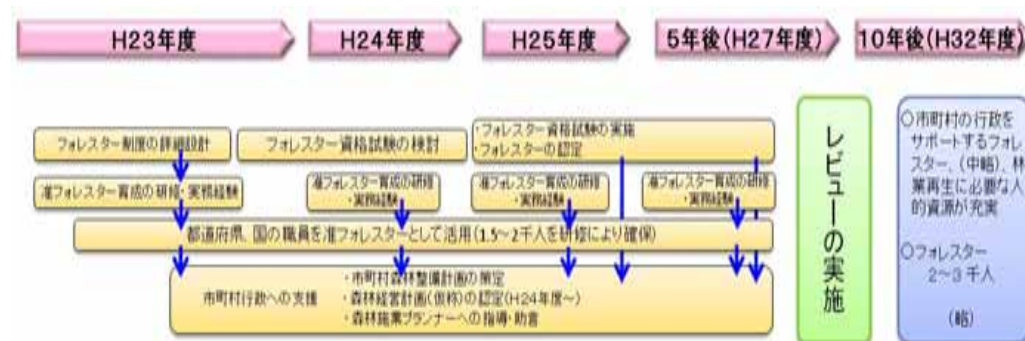 H23年度
H24年度
H25年度
5年後(H27年度)
10年後(H32年度)
フォレスター制度の詳細設計
フォレスター資格試験の検討
・フォレスター資格試験の実施
・フォレスターの認定
准フォレスター育成の研修・実務経験
准フォレスター育成の研修
・実務経験
准フォレスター育成の研修
・実務経験
准フォレスター育成の研修
・実務経験
都道府県、国の職員を准フォレスターとして活用(1.5~2千人を研修により確保)
市町村行政への支援
・市町村森林整備計画の策定
・森林経営計画(仮称)の認定(H24年度~)
・森林施業プランナーへの指導・助言
レビューの実施
○市町村の行政を
サポートするフォレ
スター、(中略)、林
業再生に必要な人
的資源が充実
○フォレスター
2~3千人
(略)